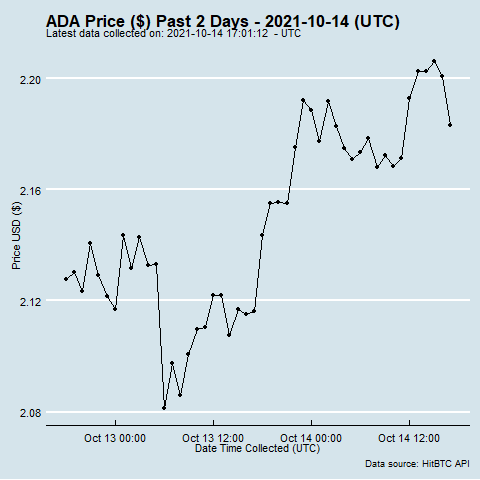 ADA Price ($) Past 2 Days - 2021-10-14 (UTC)
Latest data collected on: 2021-10-14 17:01:12 - UTC
2.20
2.16
2.12
2.08
Price USD ($)
Oct 13 00:00 Oct 13 12:00 Oct 14 00:00 Oct 14 12:00
Date Time Collected (UTC)
Data source: HitBTC API